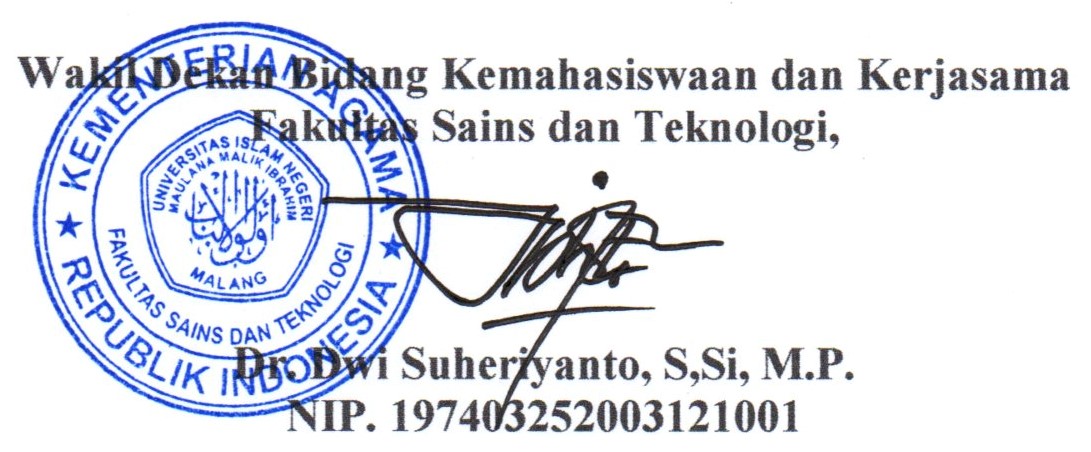 Wakil Dekan Bidang Kemahasiswaan dan Kerjasama
Fakultas Sains dan Teknologi,
KEMENTERIAN AGAMA
REPUBLIK INDONESIA
UNIVERSITAS ISLAM NEGERI
MAULANA MALIK IBRAHIM
MALANG
FAKULTAS SAINS DAN TEKNOLOGI
Dr. Dwi Suheriyanto, S,Si, M.P.
NIP. 197403252003121001